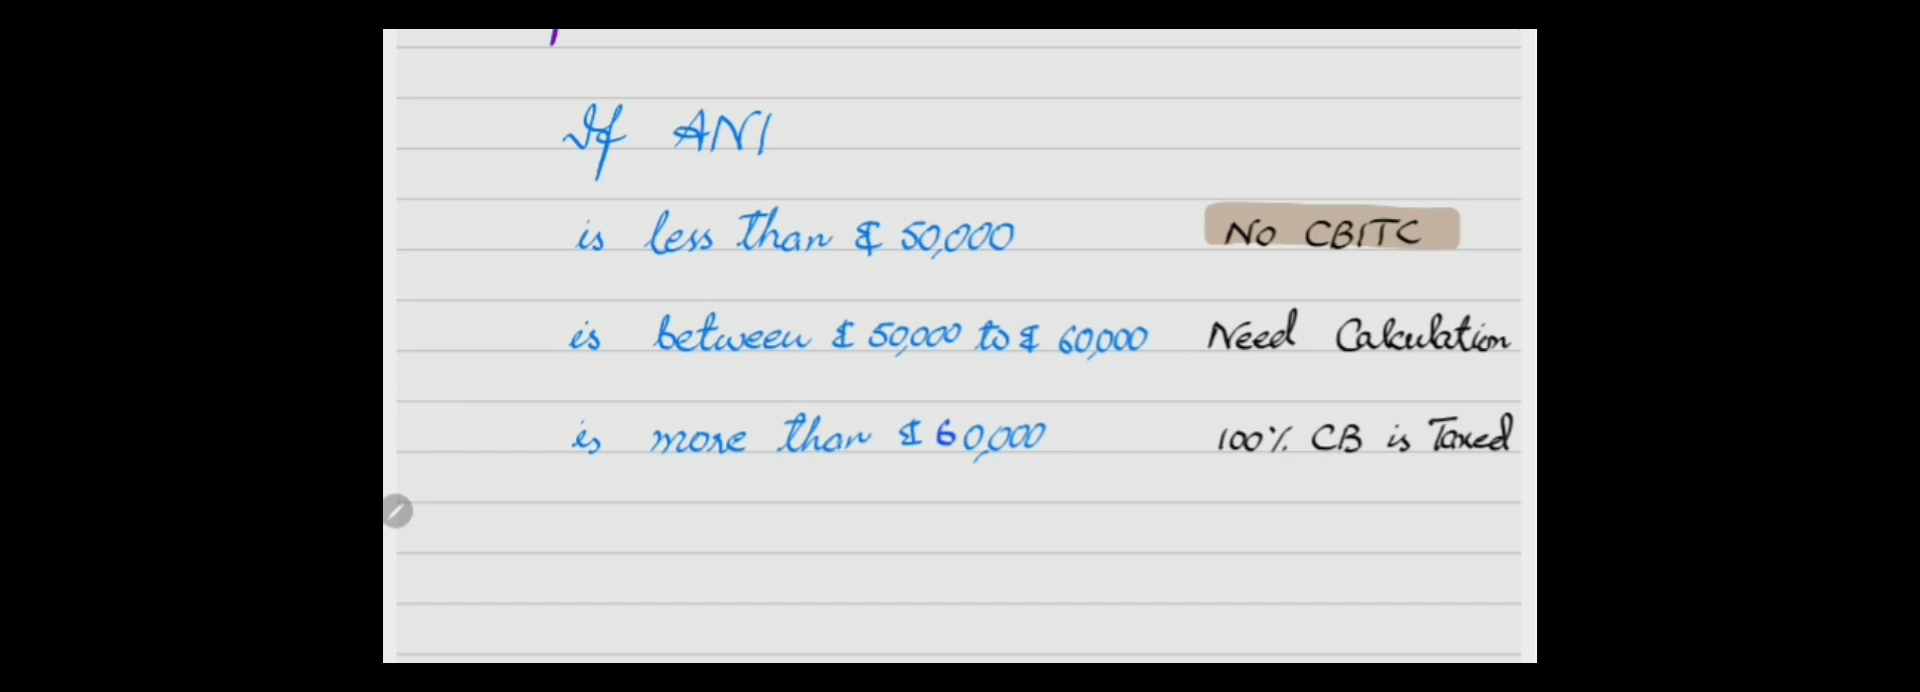 If ANI
is less than £ 50,000 No CBITC
is between £ 50,000 to £ 60,000 Need Calculation
is more than £ 60,000 100% CB is Taxed